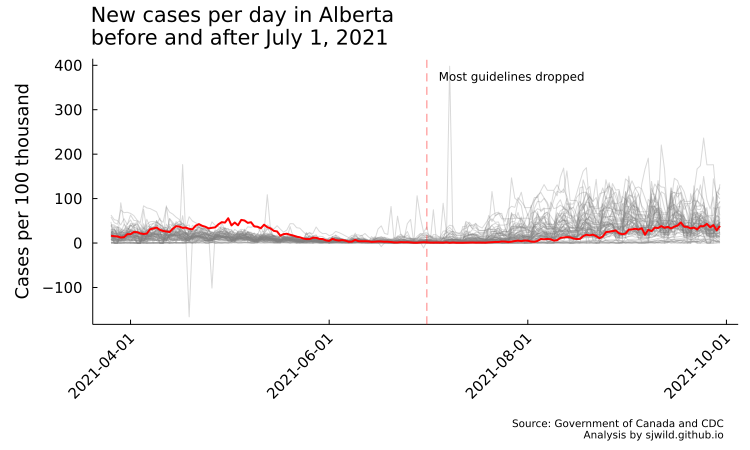 New cases per day in Alberta
before and after July 1, 2021
Cases per 100 thousand
400
300
200
100
0
−100
Most guidelines dropped
2021-04-01
2021-06-01
2021-08-01
2021-10-01
Source: Government of Canada and CDC
Analysis by sjwild.github.io